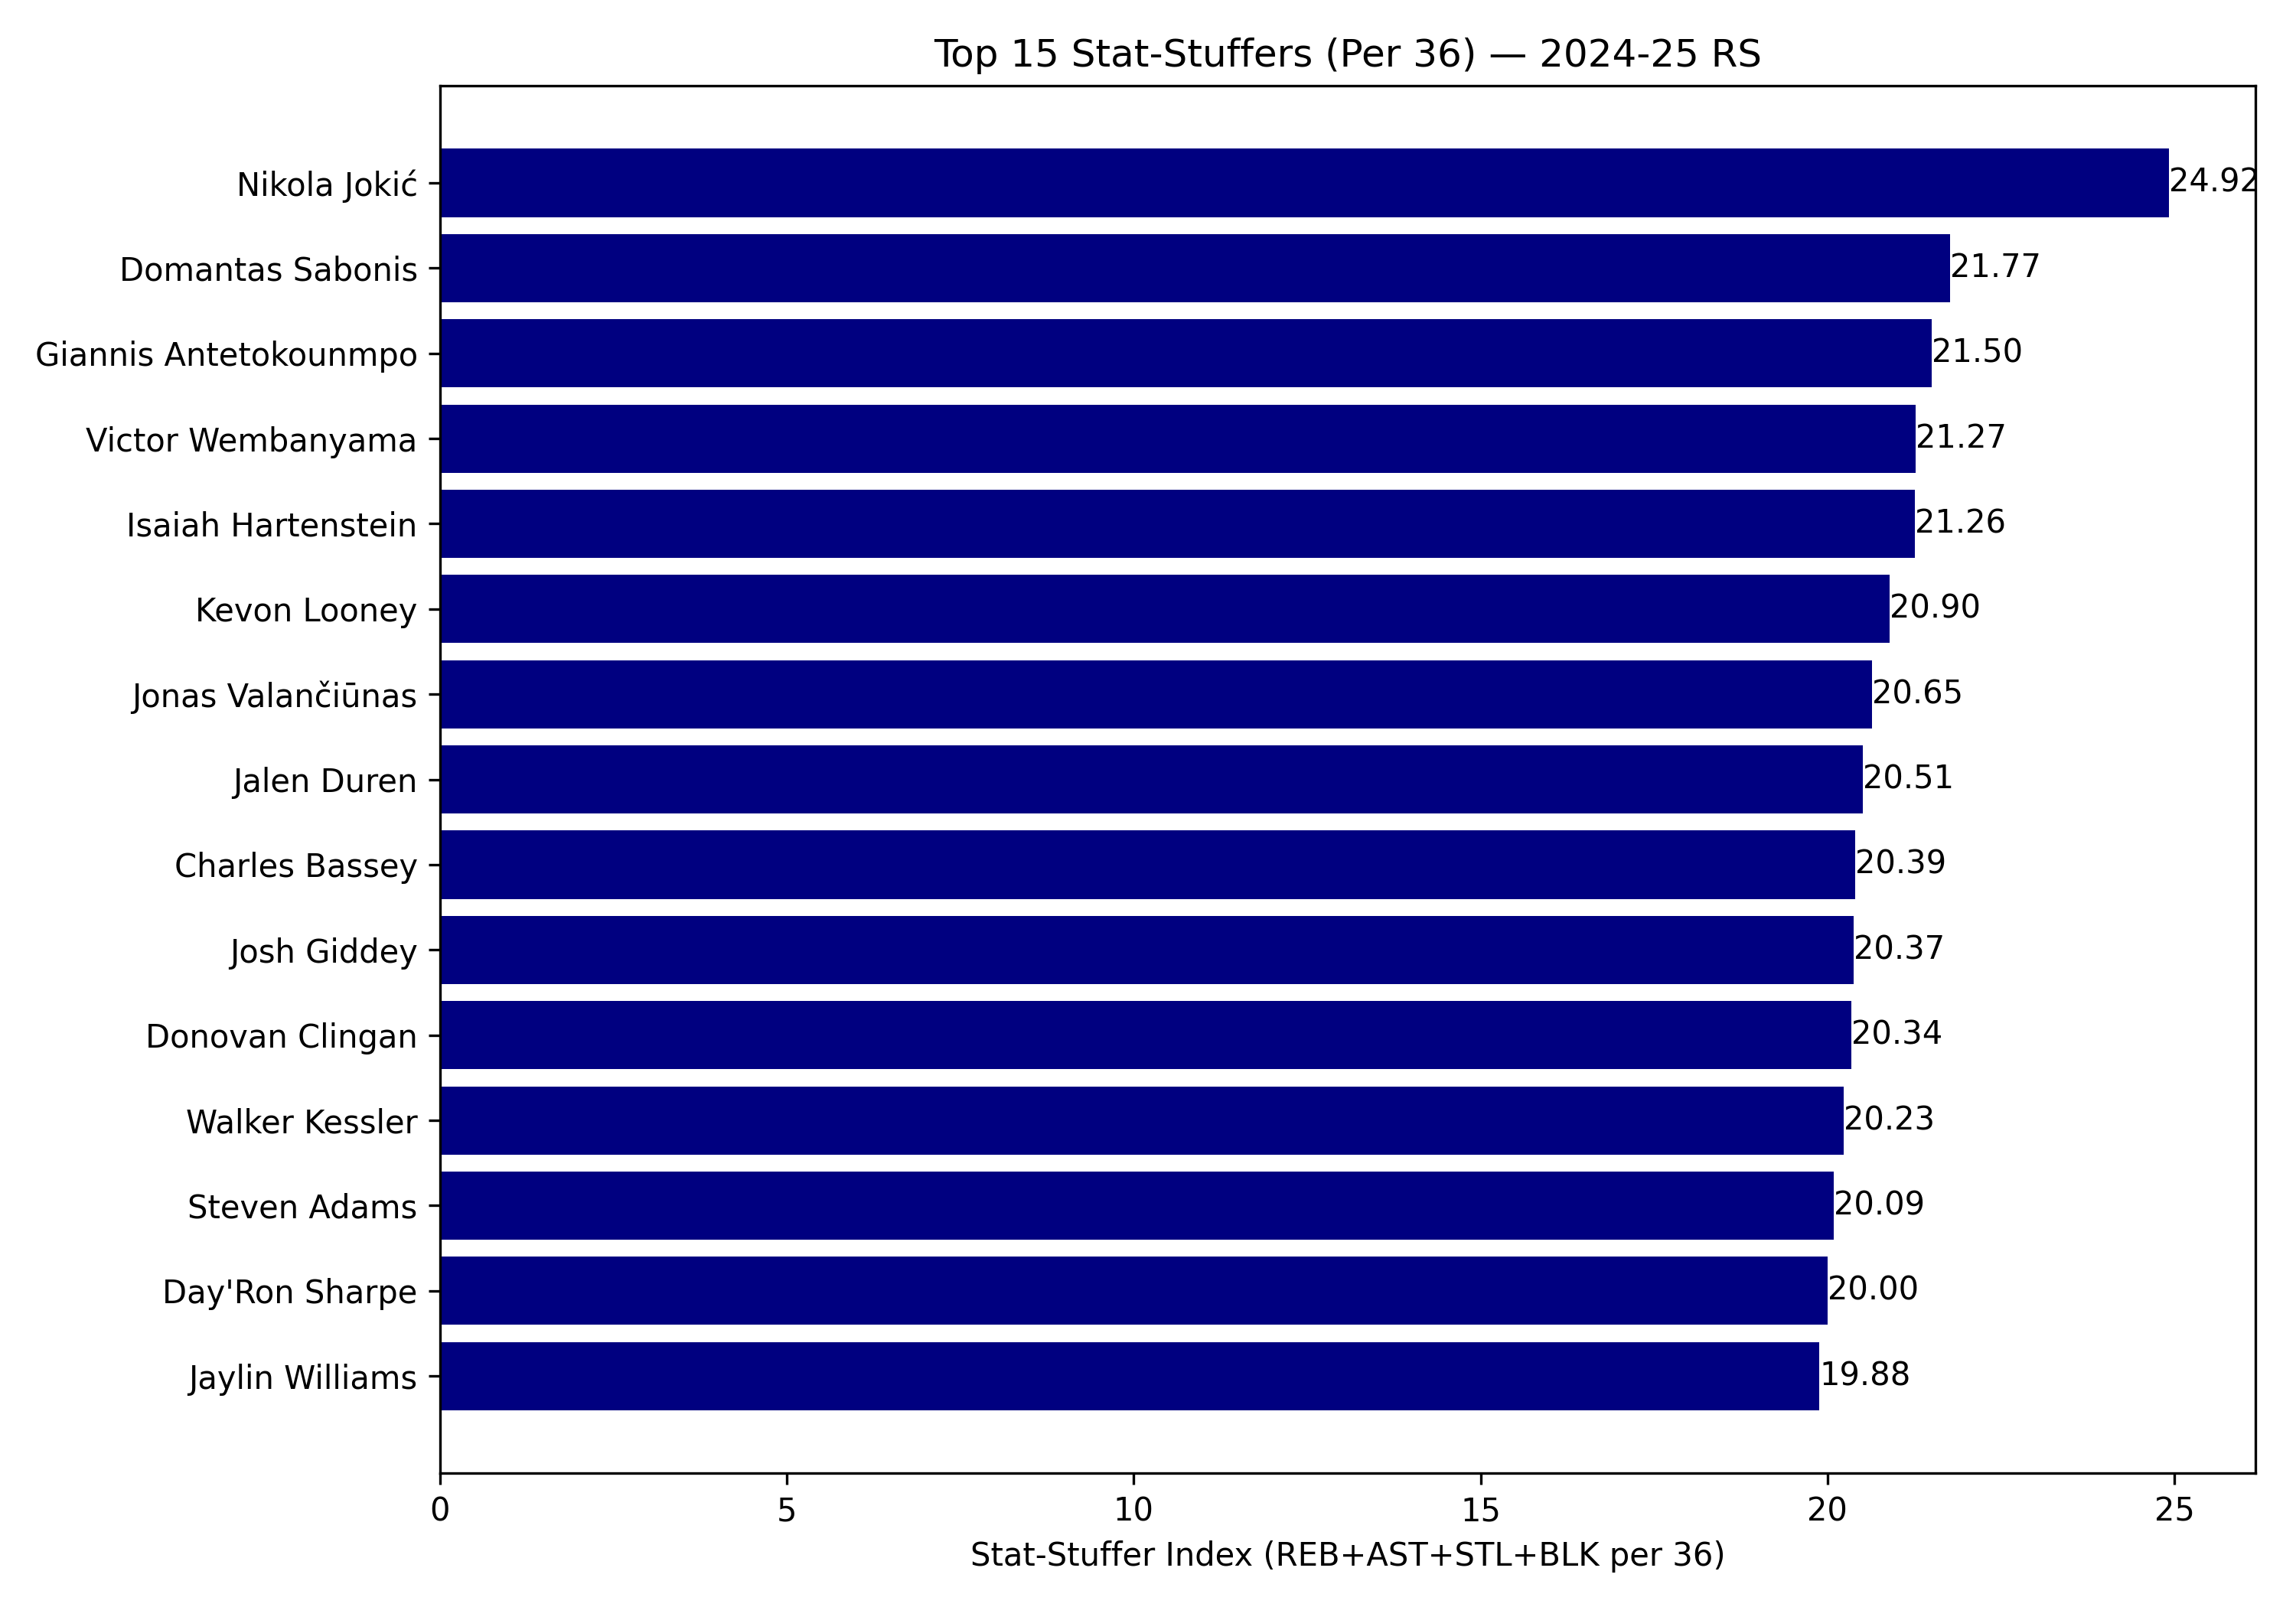 Top 15 Stat-Stuffers (Per 36) — 2024-25 RS
Nikola Jokić 24.92
Domantas Sabonis 21.77
Giannis Antetokounmpo 21.50
Victor Wembanyama 21.27
Isaiah Hartenstein 21.26
Kevon Looney 20.90
Jonas Valančiūnas 20.65
Jalen Duren 20.51
Charles Bassey 20.39
Josh Giddey 20.37
Donovan Clingan 20.34
Walker Kessler 20.23
Steven Adams 20.09
Day'Ron Sharpe 20.00
Jaylin Williams 19.88
0 5 10 15 20 25
Stat-Stuffer Index (REB+AST+STL+BLK per 36)